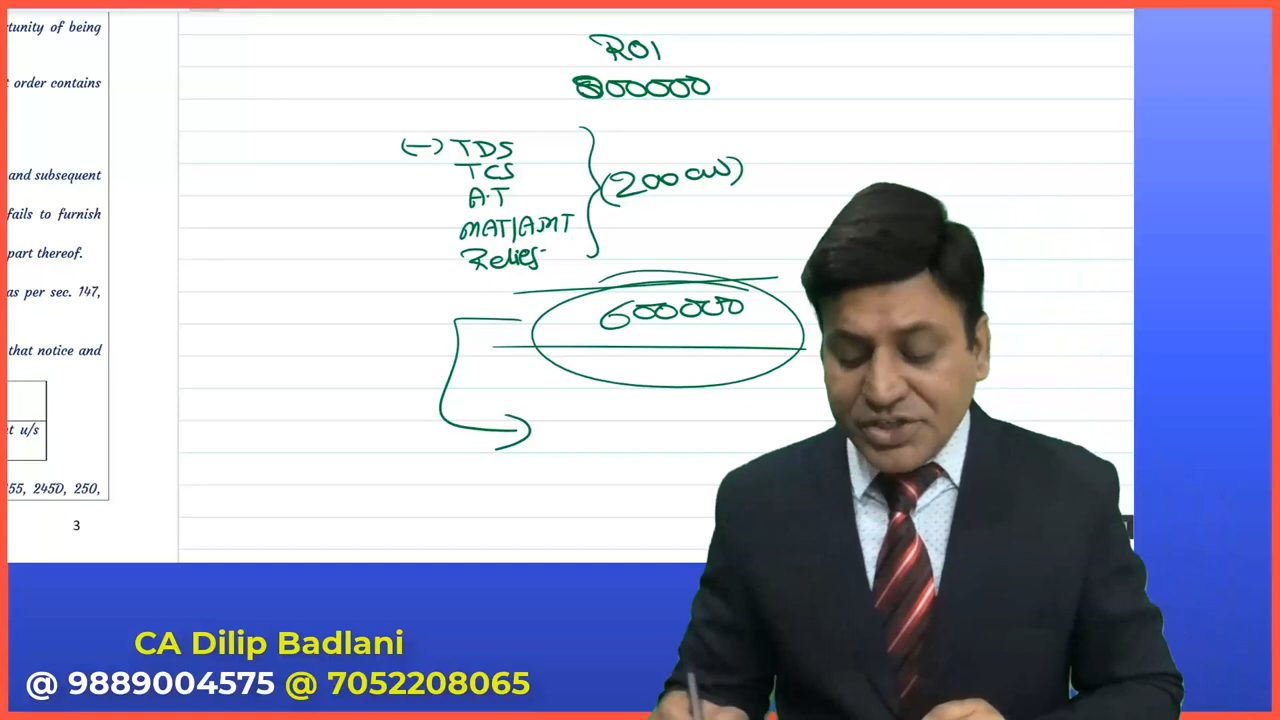 tunity of being
order contains
and subsequent
fails to furnish
part thereof.
as per sec. 147,
that notice and
t u/s
155, 245D, 250,
3
ROI
800000
(-) TDS
TCS
A.T
MAT/AMT
Relief
(200000)
600000
CA Dilip Badlani
@ 9889004575 @ 7052208065